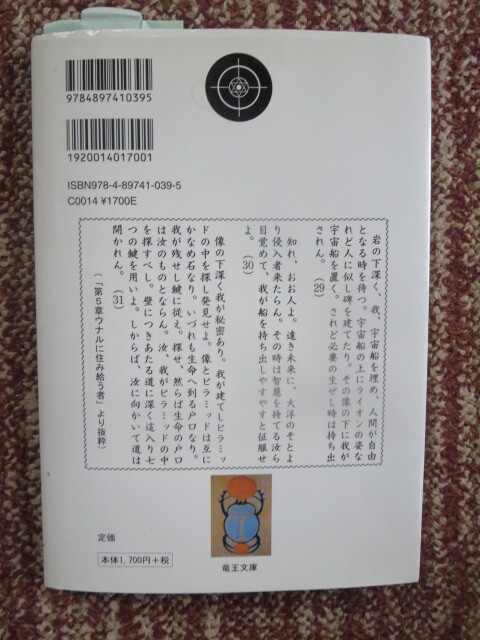 9784897410395
1920014017001
ISBN978-4-89741-039-5
C0014 ¥1700E
岩の下深く、我、宇宙船を埋め、人間が自由
となる時を待つ。宇宙船の上にライオンの姿な
れど人に似し碑を建てたり。その像の下に我が
宇宙船を置く。されど必要の生ぜし時は持ち出
されん。(29)
知れ、おお人よ。遠き未来に、大洋のそとよ
り侵入者来たらん。その時は智慧を持てる汝ら
目覚めて、我が船を持ち出しやすやすと征服せ
よ。(30)
像の下深く我が秘密あり。我が建てしピラミッ
ドの中を探し発見せよ。像とピラミッドは互に
かなめ石なり。いづれも生命へ到る戸口なり。
我が残せし鍵に従え。探せ、然らば生命の戸口
は汝のものとならん。汝、我がピラミッドの中
を探すべし。壁につきあたる道に深く這入り七
つの鍵を用いよ。しからば、汝に向かいて道は
開かれん。(31)
(「第5章ウナルに住み給う者」より抜粋)
定価
本体1,700円+税
竜王文庫